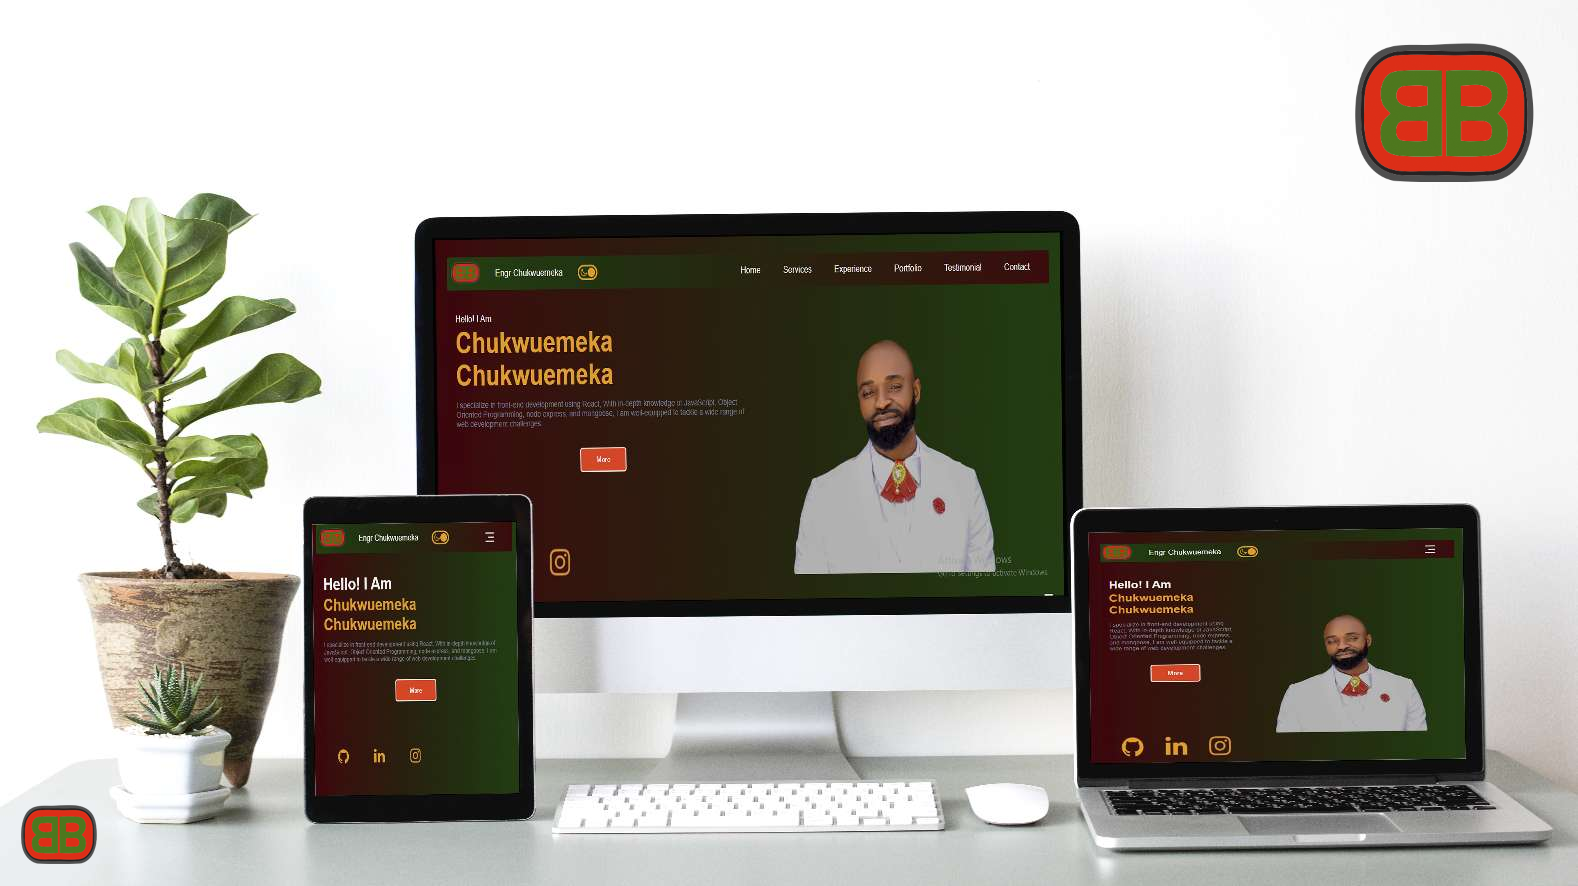 BB
Engr Chukwuemeka
Home Services Experience Portfolio Testimonial Contact
Hello! I Am
Chukwuemeka
Chukwuemeka
I specialize in front-end development using React, With in-depth knowledge of JavaScript, Object
Oriented Programming, node express, and mongoose, I am well-equipped to tackle a wide range of
web development challenges.
More
Go to Settings to activate Windows.
Engr Chukwuemeka
Hello! I Am
Chukwuemeka
Chukwuemeka
I specialize in front-end development using React, With in-depth knowledge of
JavaScript, Object Oriented Programming, node express, and mongoose, I am
well equipped to tackle a wide range of web development challenges.
More
in
Engr Chukwuemeka
Hello! I Am
Chukwuemeka
Chukwuemeka
I specialize in front-end development using
React, With in-depth knowledge of JavaScript
Object Oriented Programming, node express,
and mongoose, I am well equipped to tackle a
wide range of web development challenges.
More
in
BB